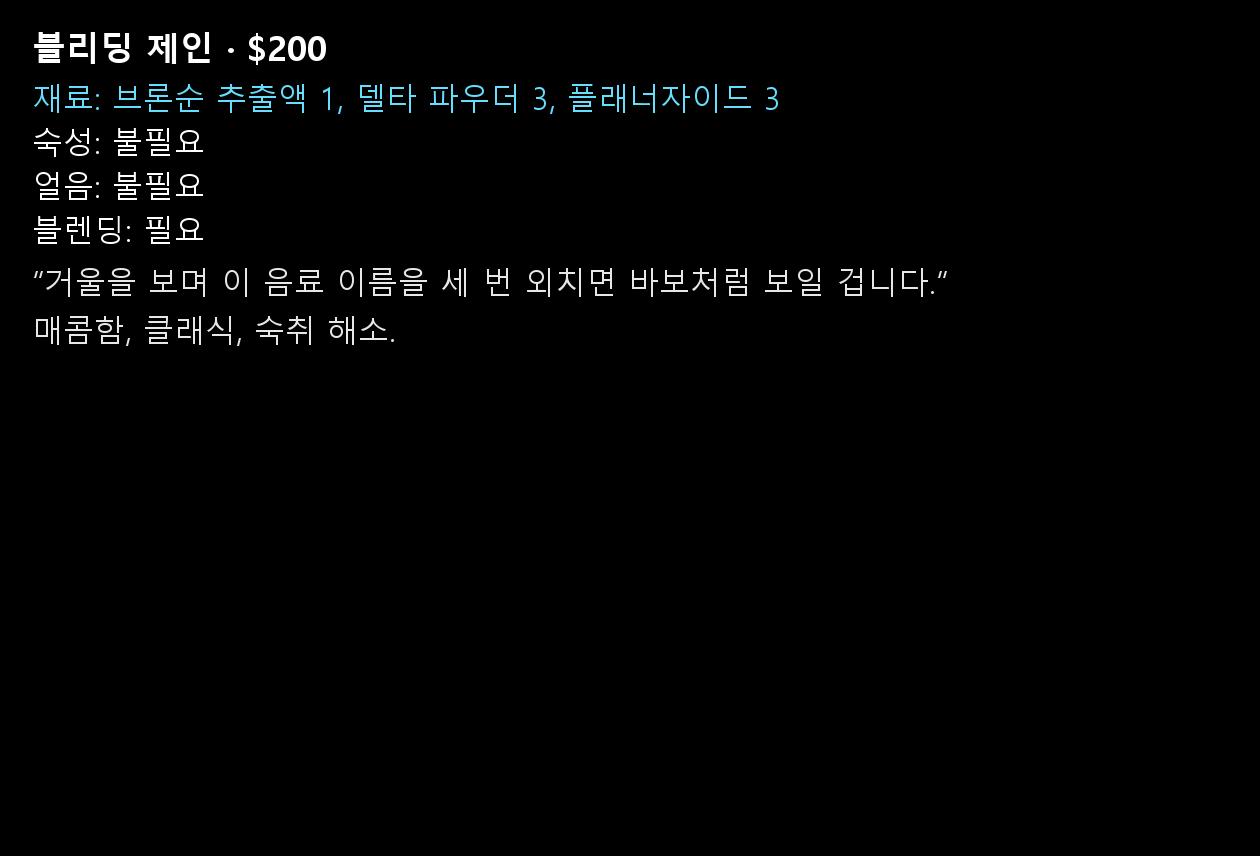 블리딩 제인 · $200
재료: 브론슨 추출액 1, 델타 파우더 3, 플래너자이드 3
숙성: 불필요
얼음: 불필요
블렌딩: 필요
"거울을 보며 이 음료 이름을 세 번 외치면 바보처럼 보일 겁니다."
매콤함, 클래식, 숙취 해소.